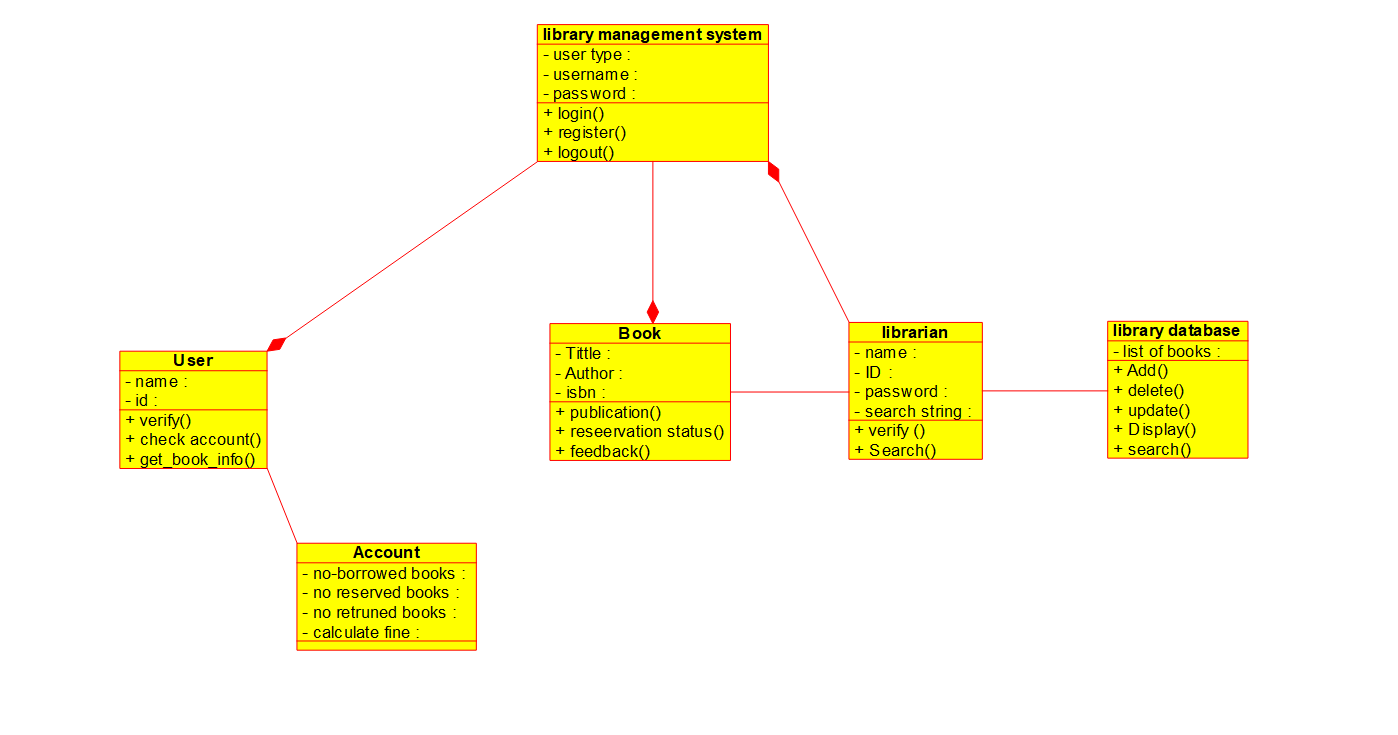 library management system
- user type :
- username :
- password :
+ login()
+ register()
+ logout()
User
- name :
- id :
+ verify()
+ check account()
+ get_book_info()
Book
- Tittle :
- Author :
- isbn :
+ publication()
+ reseervation status()
+ feedback()
librarian
- name :
- ID :
- password :
- search string :
+ verify ()
+ Search()
library database
- list of books :
+ Add()
+ delete()
+ update()
+ Display()
+ search()
Account
- no-borrowed books :
- no reserved books :
- no retruned books :
- calculate fine :